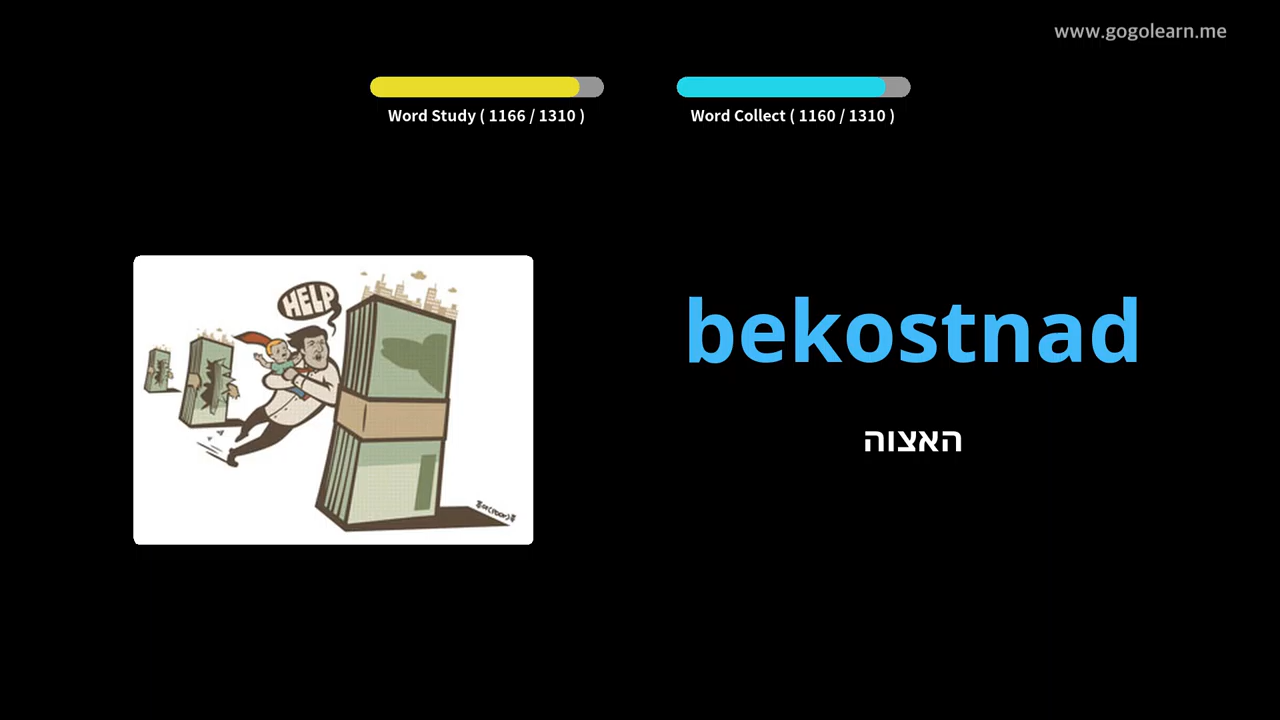 www.gogolearn.me
Word Study ( 1166 / 1310 )
Word Collect ( 1160 / 1310 )
HELP
bekostnad
האצוה